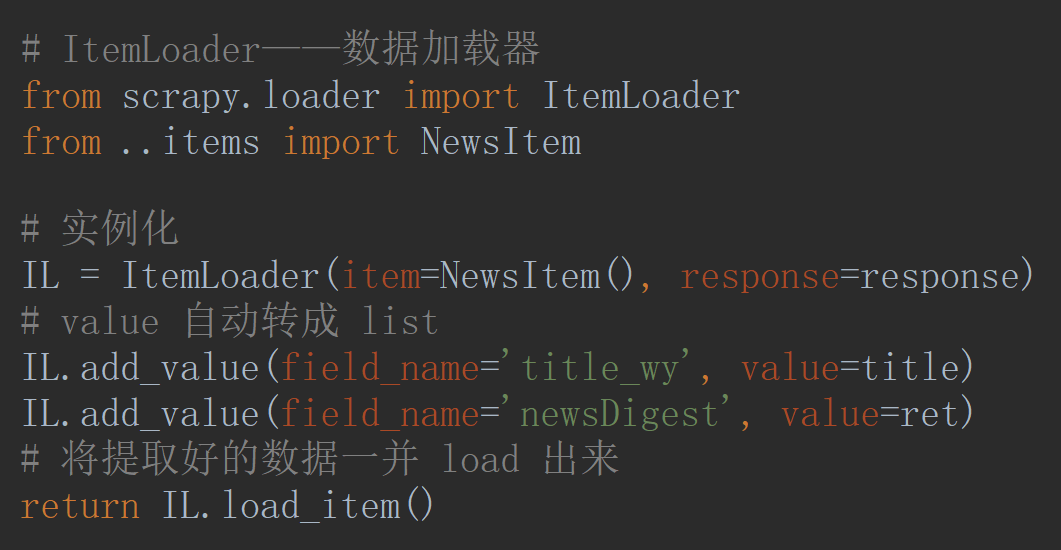 # ItemLoader——数据加载器
from scrapy.loader import ItemLoader
from ..items import NewsItem
# 实例化
IL = ItemLoader(item=NewsItem(), response=response)
# value 自动转成 list
IL.add_value(field_name='title_wy', value=title)
IL.add_value(field_name='newsDigest', value=ret)
# 将提取好的数据一并 load 出来
return IL.load_item()